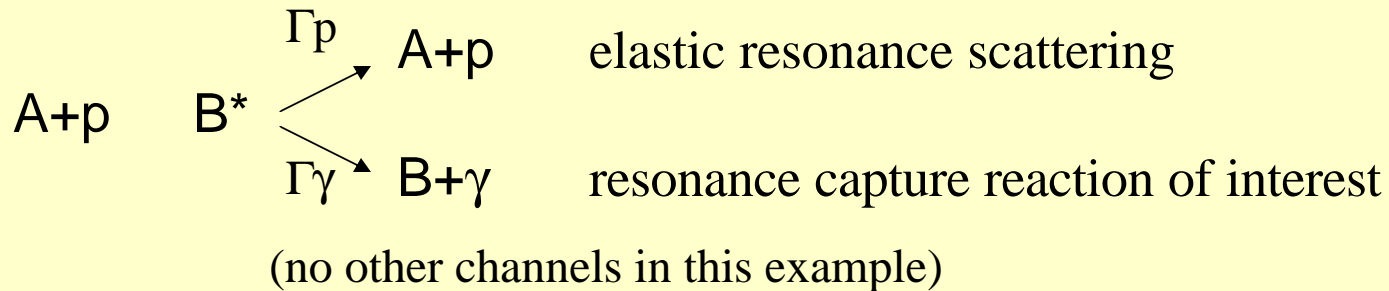 Γp A+p elastic resonance scattering
A+p B*
Γγ B+γ resonance capture reaction of interest
(no other channels in this example)